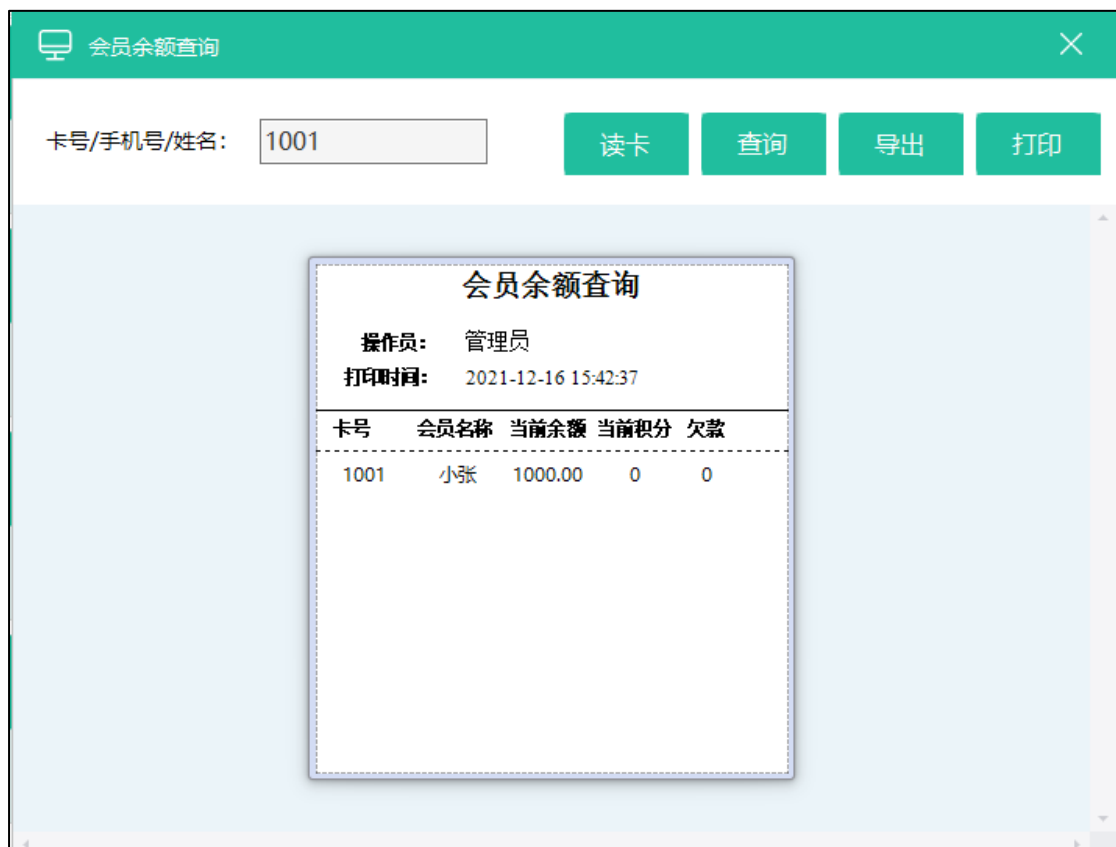 会员余额查询
卡号/手机号/姓名： 1001 读卡 查询 导出 打印
会员余额查询
操作员： 管理员
打印时间： 2021-12-16 15:42:37
卡号 会员名称 当前余额 当前积分 欠款
1001 小张 1000.00 0 0